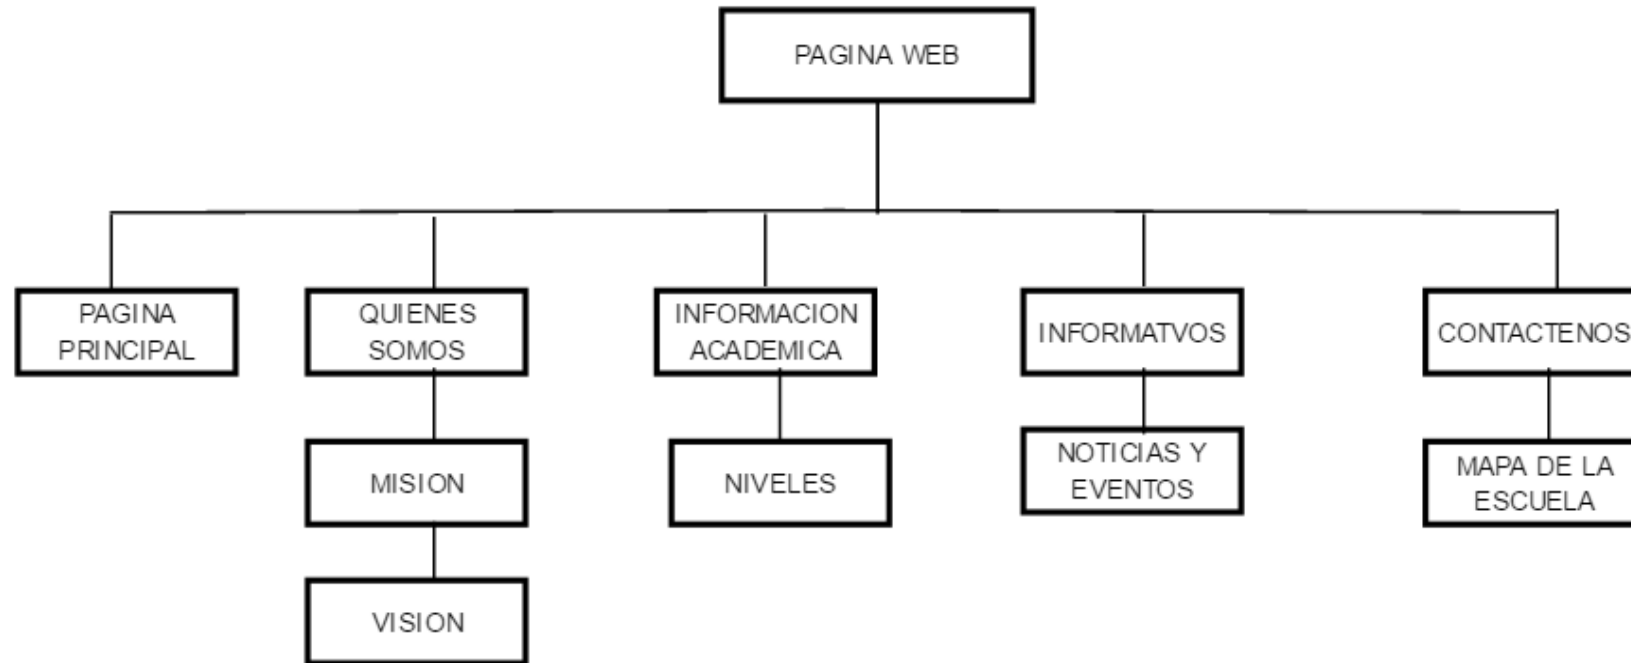 PAGINA WEB
PAGINA
PRINCIPAL
QUIENES
SOMOS
INFORMACION
ACADEMICA
INFORMATVOS
CONTACTENOS
MISION
NIVELES
NOTICIAS Y
EVENTOS
MAPA DE LA
ESCUELA
VISION